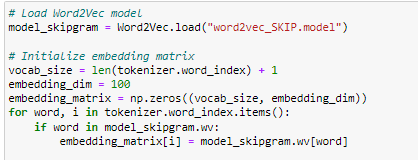 # Load Word2Vec model
model_skipgram = Word2Vec.load("word2vec_SKIP.model")
# Initialize embedding matrix
vocab_size = len(tokenizer.word_index) + 1
embedding_dim = 100
embedding_matrix = np.zeros((vocab_size, embedding_dim))
for word, i in tokenizer.word_index.items():
    if word in model_skipgram.wv:
        embedding_matrix[i] = model_skipgram.wv[word]